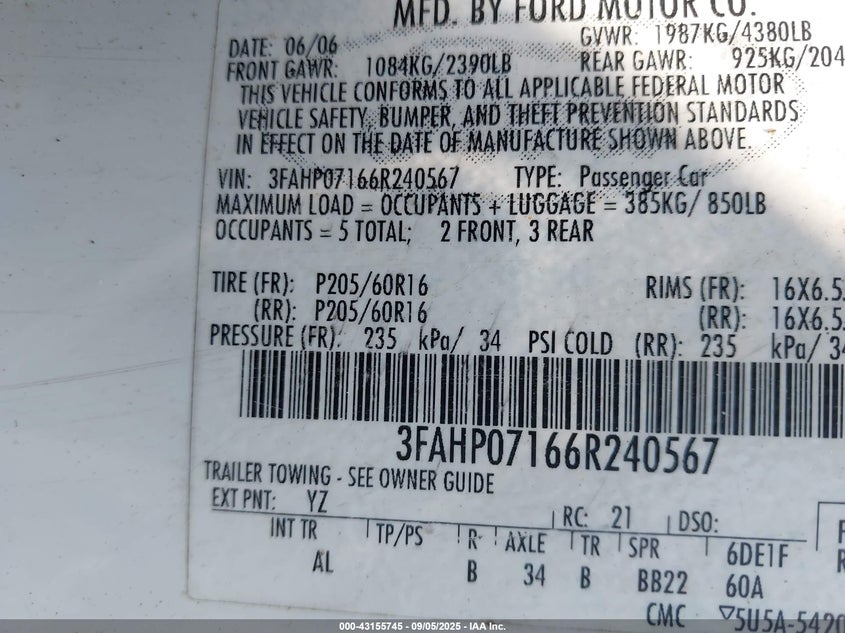 MFD. BY FORD MOTOR CO.
DATE: 06/06 GVWR: 1987KG/4380LB
FRONT GAWR: 1084KG/2390LB REAR GAWR: 925KG/204
THIS VEHICLE CONFORMS TO ALL APPLICABLE FEDERAL MOTOR
VEHICLE SAFETY, BUMPER, AND THEFT PREVENTION STANDARDS
IN EFFECT ON THE DATE OF MANUFACTURE SHOWN ABOVE.
VIN: 3FAHP07166R240567 TYPE: Passenger Car
MAXIMUM LOAD = OCCUPANTS + LUGGAGE = 385KG/ 850LB
OCCUPANTS = 5 TOTAL; 2 FRONT, 3 REAR
TIRE (FR): P205/60R16 RIMS (FR): 16X6.5
(RR): P205/60R16 (RR): 16X6.5
PRESSURE (FR): 235 kPa/ 34 PSI COLD (RR): 235 kPa/ 34
3FAHP07166R240567
TRAILER TOWING - SEE OWNER GUIDE
EXT PNT: YZ RC: 21 DSO:
INT TR TP/PS R AXLE TR SPR 6DE1F
AL B 34 B BB22 60A
CMC ▽5U5A-5420
000-43155745 - 09/05/2025 - IAA Inc.